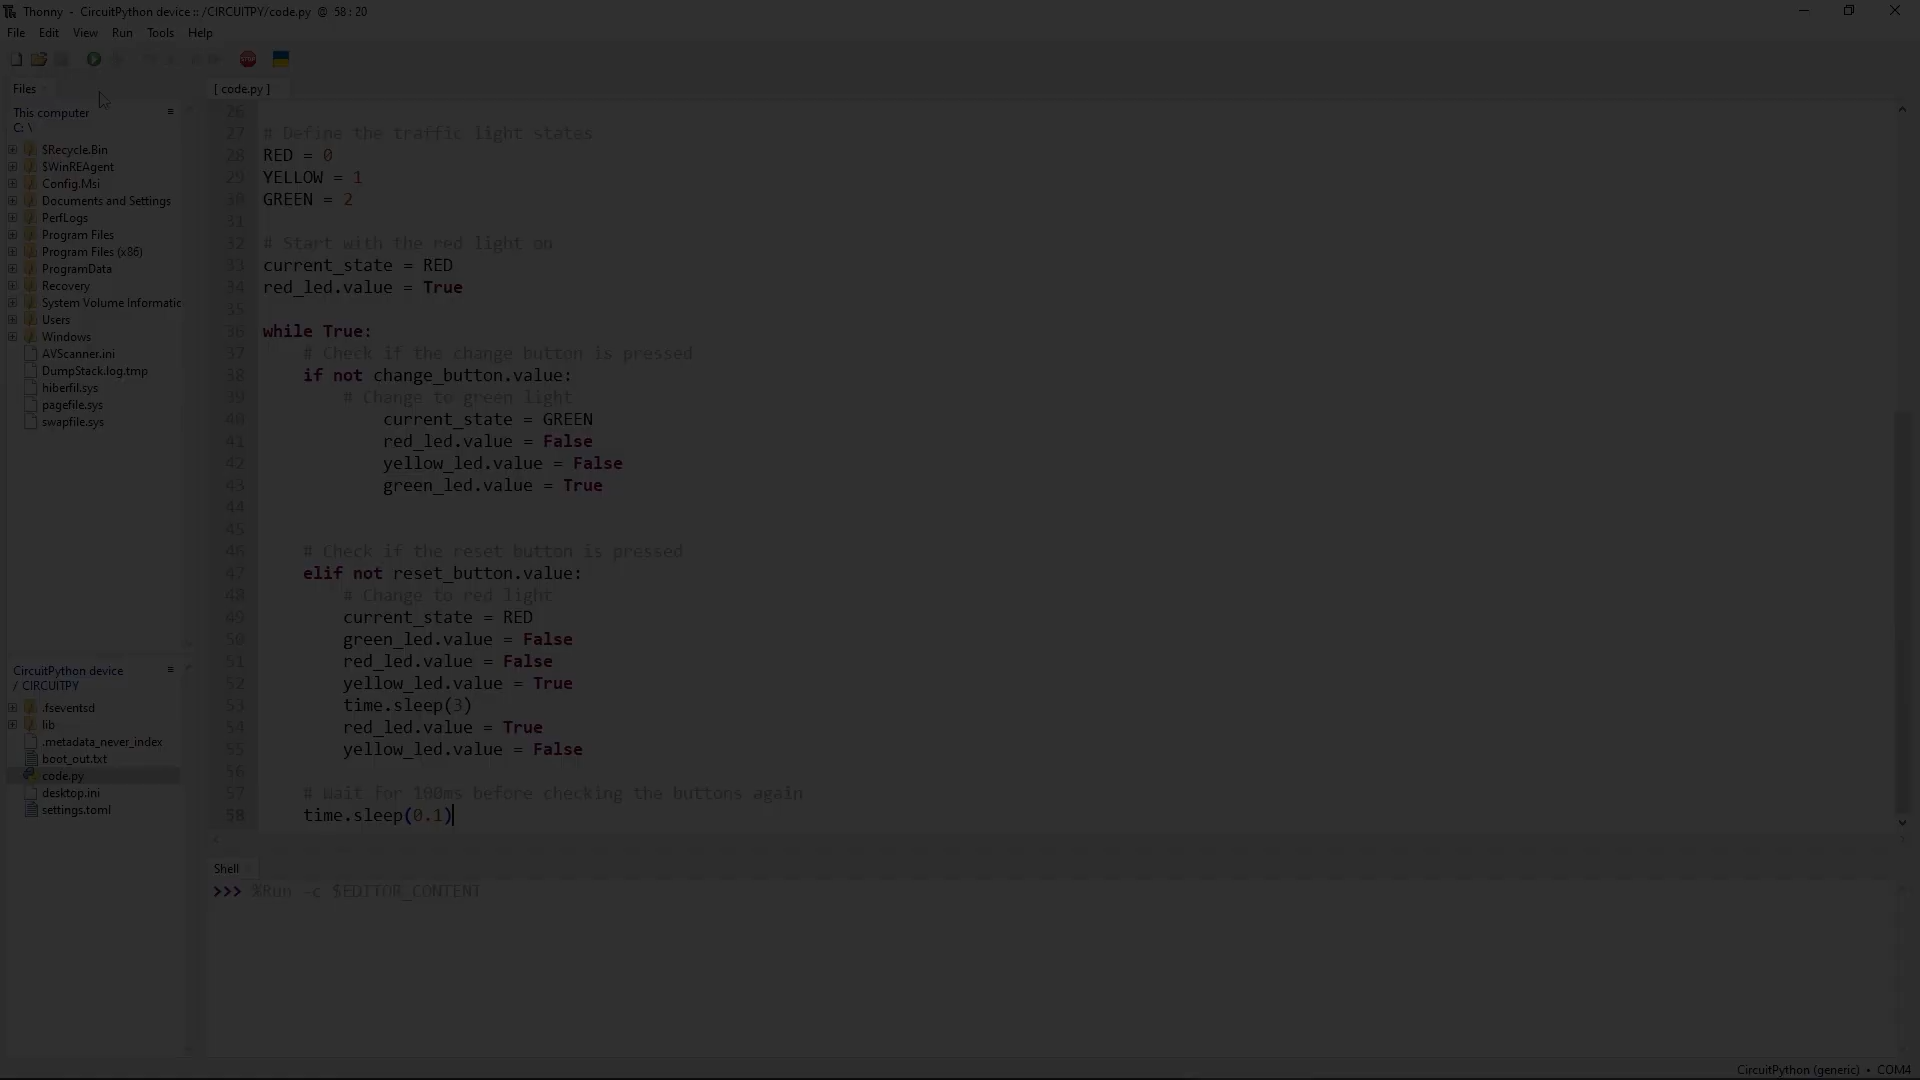 Thonny - CircuitPython device :: /CIRCUITPY/code.py @ 58 : 20
File Edit View Run Tools Help
STOP
Files
This computer
C: \
$Recycle.Bin
$WinREAgent
Config.Msi
Documents and Settings
PerfLogs
Program Files
Program Files (x86)
ProgramData
Recovery
System Volume Informatic
Users
Windows
AVScanner.ini
DumpStack.log.tmp
hiberfil.sys
pagefile.sys
swapfile.sys
CircuitPython device
/ CIRCUITPY
.fseventsd
lib
.metadata_never_index
boot_out.txt
code.py
desktop.ini
settings.toml
[ code.py ]
26
27 # Define the traffic light states
28 RED = 0
29 YELLOW = 1
30 GREEN = 2
31
32 # Start with the red light on
33 current_state = RED
34 red_led.value = True
35
36 while True:
37     # Check if the change button is pressed
38     if not change_button.value:
39         # Change to green light
40             current_state = GREEN
41             red_led.value = False
42             yellow_led.value = False
43             green_led.value = True
44
45
46     # Check if the reset button is pressed
47     elif not reset_button.value:
48         # Change to red light
49         current_state = RED
50         green_led.value = False
51         red_led.value = False
52         yellow_led.value = True
53         time.sleep(3)
54         red_led.value = True
55         yellow_led.value = False
56
57     # Wait for 100ms before checking the buttons again
58     time.sleep(0.1)
Shell
>>> %Run -c $EDITOR_CONTENT
CircuitPython (generic) • COM4